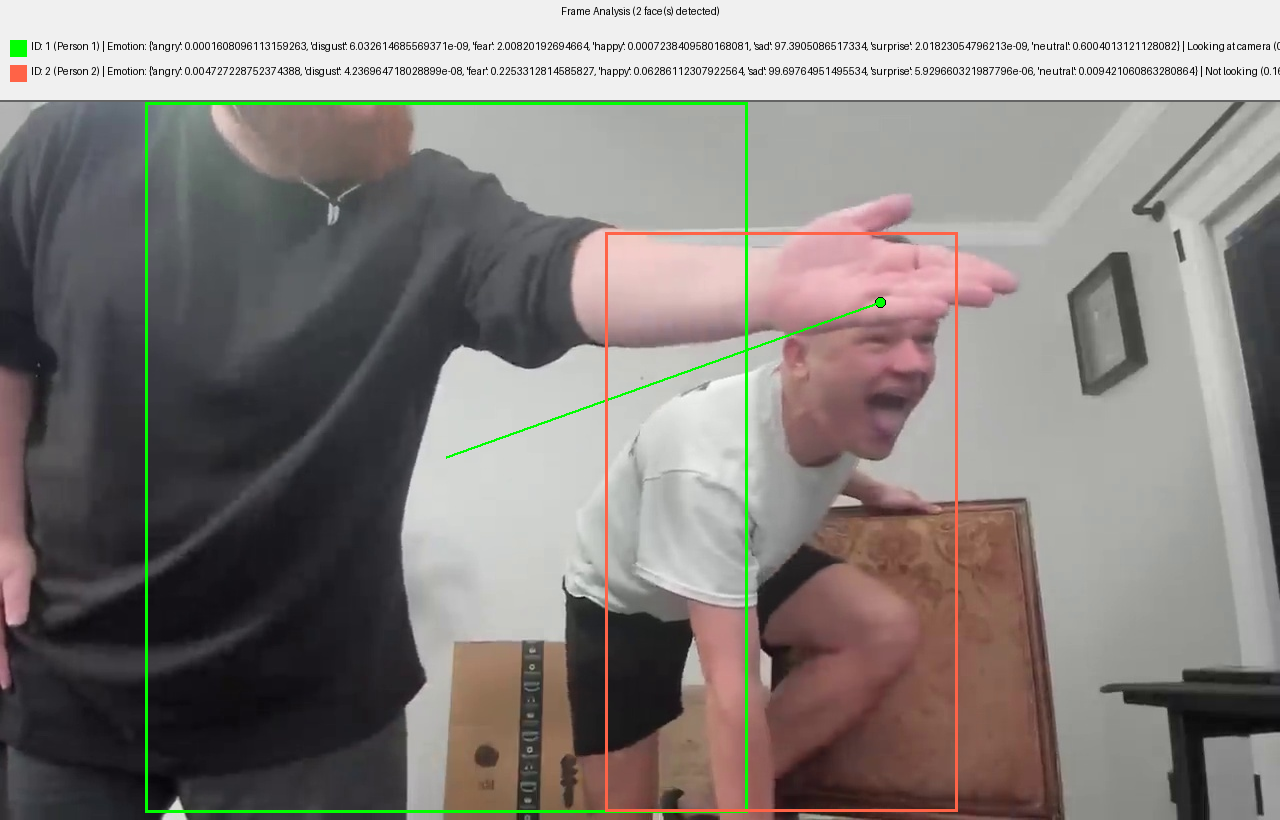 Frame Analysis (2 face(s) detected)
ID: 1 (Person 1) | Emotion: {'angry': 0.0001608096113159263, 'disgust': 6.032614685569371e-09, 'fear': 2.00820192694664, 'happy': 0.0007238409580168081, 'sad': 97.3905086517334, 'surprise': 2.01823054796213e-09, 'neutral': 0.6004013121128082} | Looking at camera (0
ID: 2 (Person 2) | Emotion: {'angry': 0.004727228752374388, 'disgust': 4.236964718028899e-08, 'fear': 0.2253312814585827, 'happy': 0.06286112307922564, 'sad': 99.69764951495534, 'surprise': 5.929660321987796e-06, 'neutral': 0.009421060863280864} | Not looking (0.16